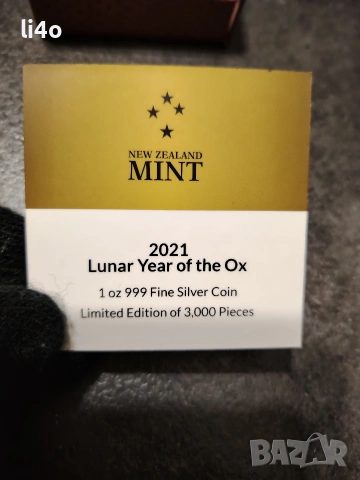 li4o
NEW ZEALAND
MINT
2021
Lunar Year of the Ox
1 oz 999 Fine Silver Coin
Limited Edition of 3,000 Pieces
BAZAR